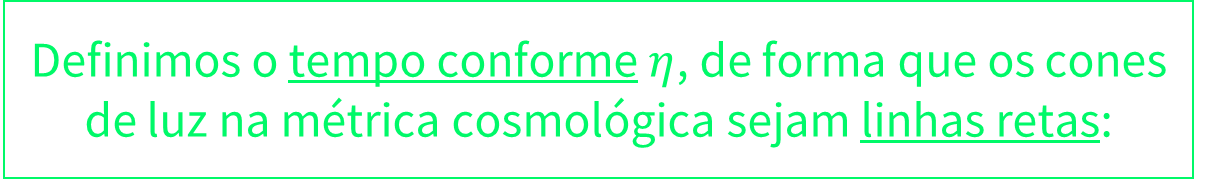 Definimos o tempo conforme η, de forma que os cones
de luz na métrica cosmológica sejam linhas retas: